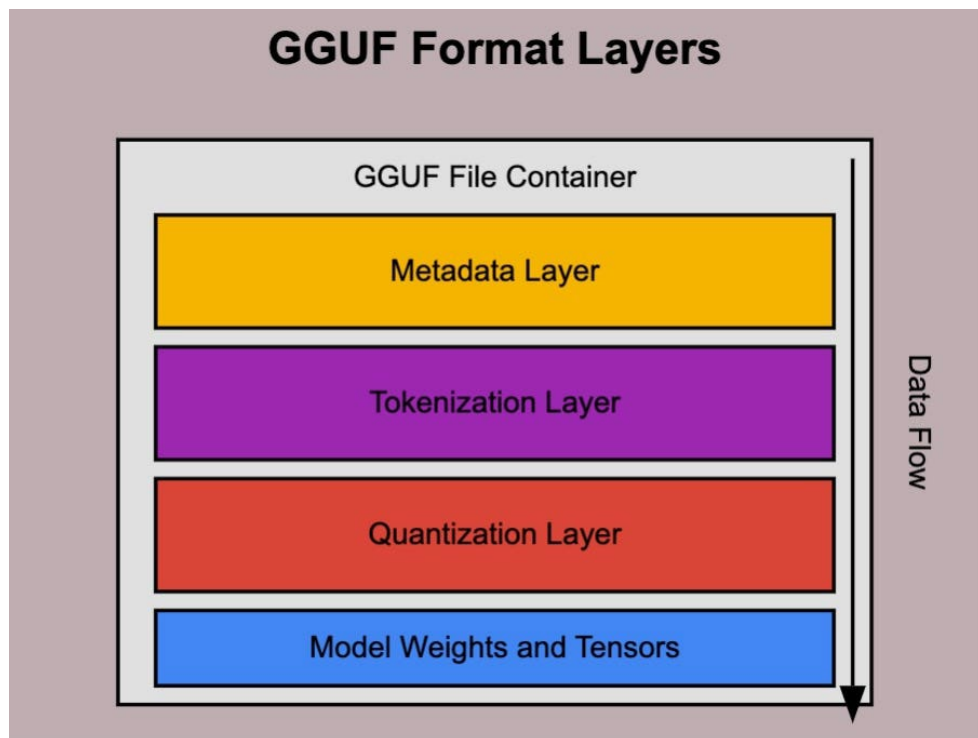 GGUF Format Layers
GGUF File Container
Metadata Layer
Tokenization Layer
Quantization Layer
Model Weights and Tensors
Data Flow